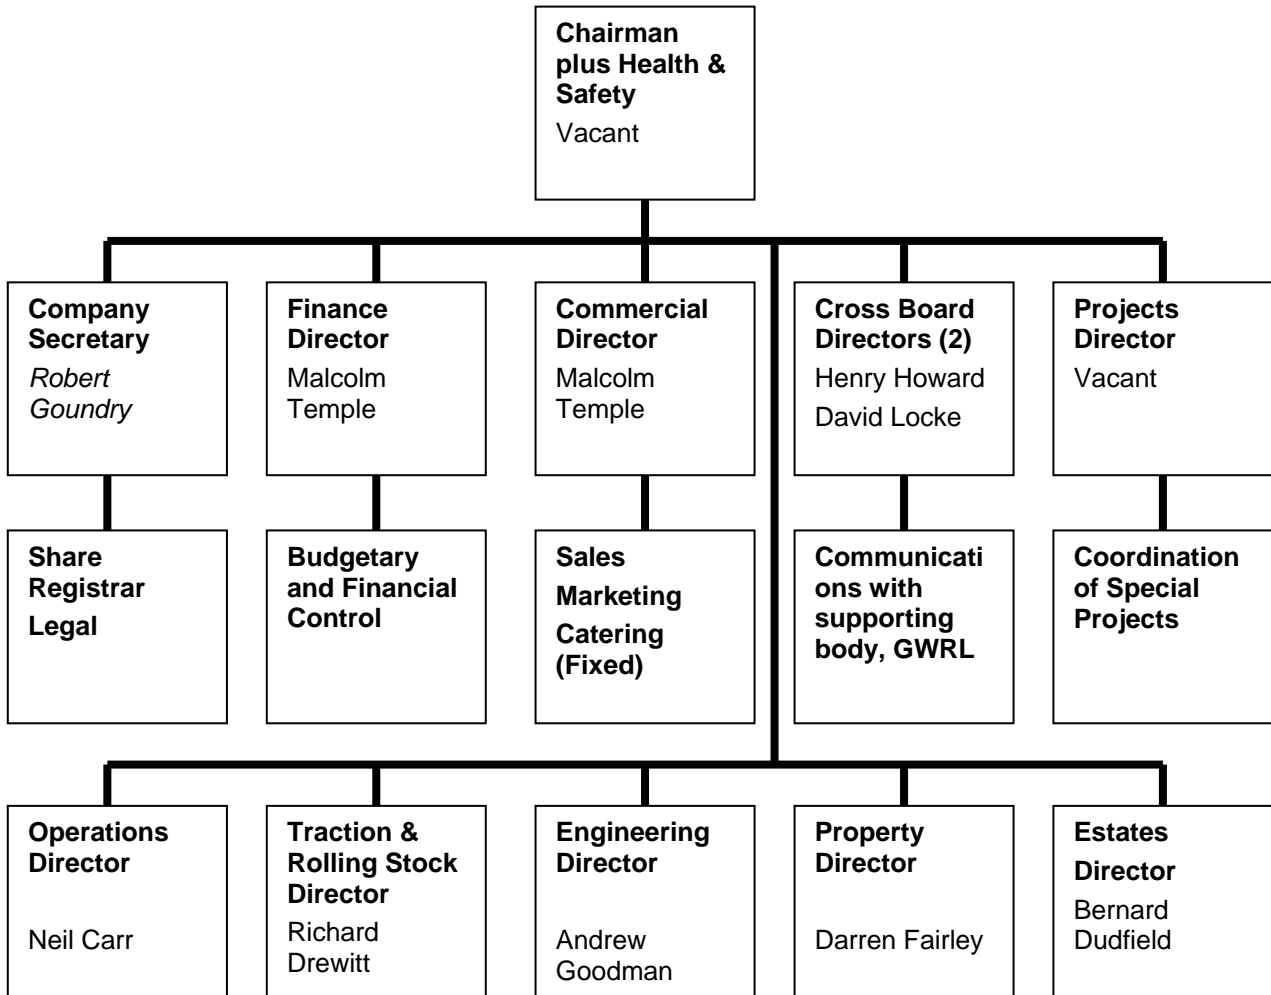 Chairman
plus Health &
Safety
Vacant
Company
Secretary
Robert
Goundry
Finance
Director
Malcolm
Temple
Commercial
Director
Malcolm
Temple
Cross Board
Directors (2)
Henry Howard
David Locke
Projects
Director
Vacant
Share
Registrar
Legal
Budgetary
and Financial
Control
Sales
Marketing
Catering
(Fixed)
Communicati
ons with
supporting
body, GWRL
Coordination
of Special
Projects
Operations
Director
Neil Carr
Traction &
Rolling Stock
Director
Richard
Drewitt
Engineering
Director
Andrew
Goodman
Property
Director
Darren Fairley
Estates
Director
Bernard
Dudfield